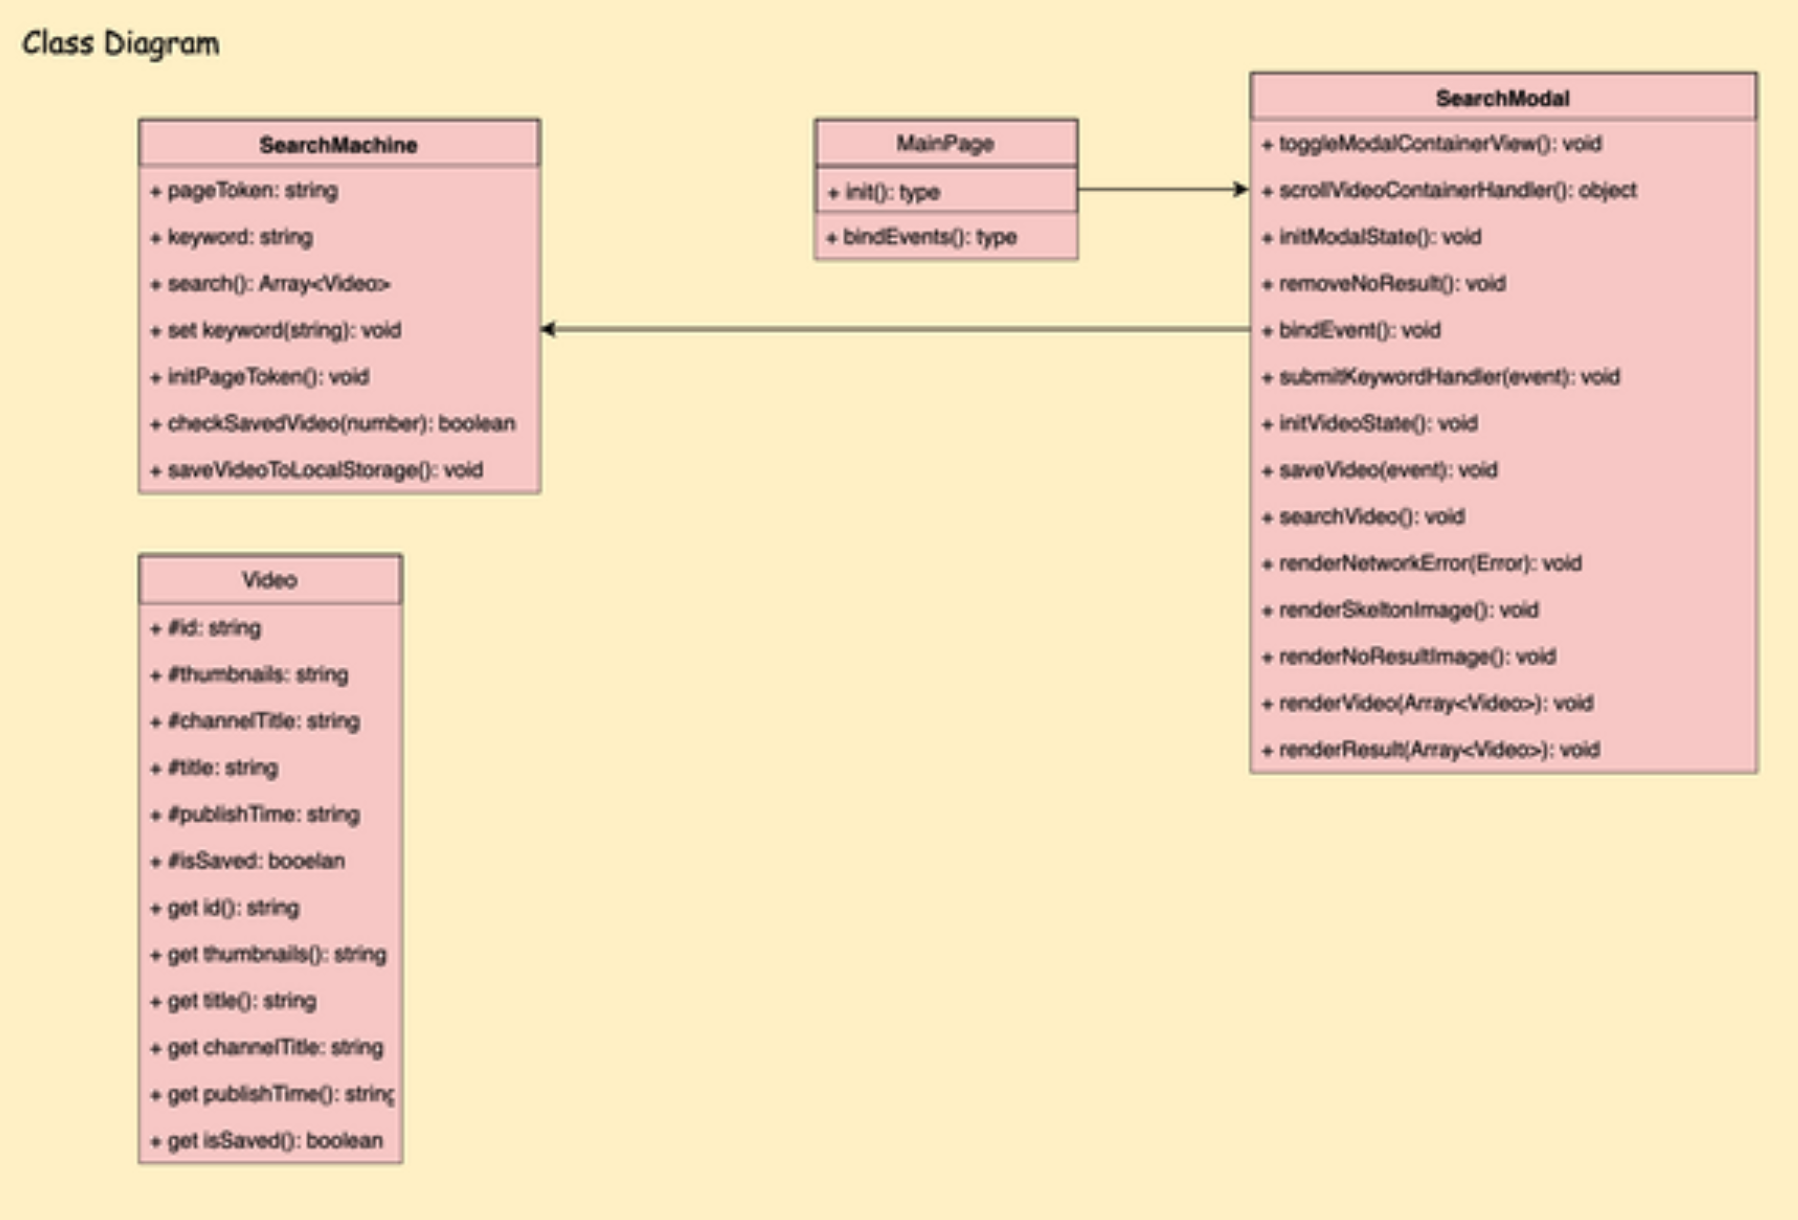 Class Diagram
SearchMachine
+ pageToken: string
+ keyword: string
+ search(): Array<Video>
+ set keyword(string): void
+ initPageToken(): void
+ checkSavedVideo(number): boolean
+ saveVideoToLocalStorage(): void
MainPage
+ init(): type
+ bindEvents(): type
SearchModal
+ toggleModalContainerView(): void
+ scrollVideoContainerHandler(): object
+ initModalState(): void
+ removeNoResult(): void
+ bindEvent(): void
+ submitKeywordHandler(event): void
+ initVideoState(): void
+ saveVideo(event): void
+ searchVideo(): void
+ renderNetworkError(Error): void
+ renderSkeltonImage(): void
+ renderNoResultImage(): void
+ renderVideo(Array<Video>): void
+ renderResult(Array<Video>): void
Video
+ #id: string
+ #thumbnails: string
+ #channelTitle: string
+ #title: string
+ #publishTime: string
+ #isSaved: booelan
+ get id(): string
+ get thumbnails(): string
+ get title(): string
+ get channelTitle: string
+ get publishTime(): string
+ get isSaved(): boolean